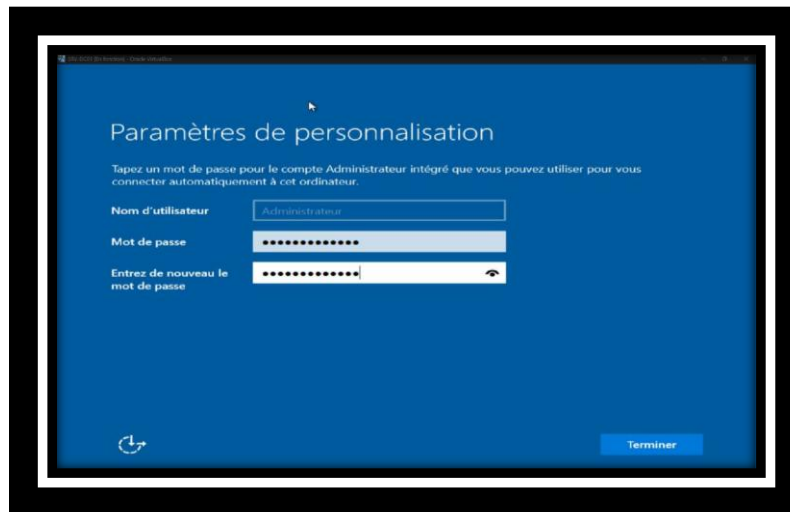 Paramètres de personnalisation
Tapez un mot de passe pour le compte Administrateur intégré que vous pouvez utiliser pour vous
connecter automatiquement à cet ordinateur.
Nom d'utilisateur
Administrateur
Mot de passe
•••••••••••••
Entrez de nouveau le
mot de passe
•••••••••••••
Terminer